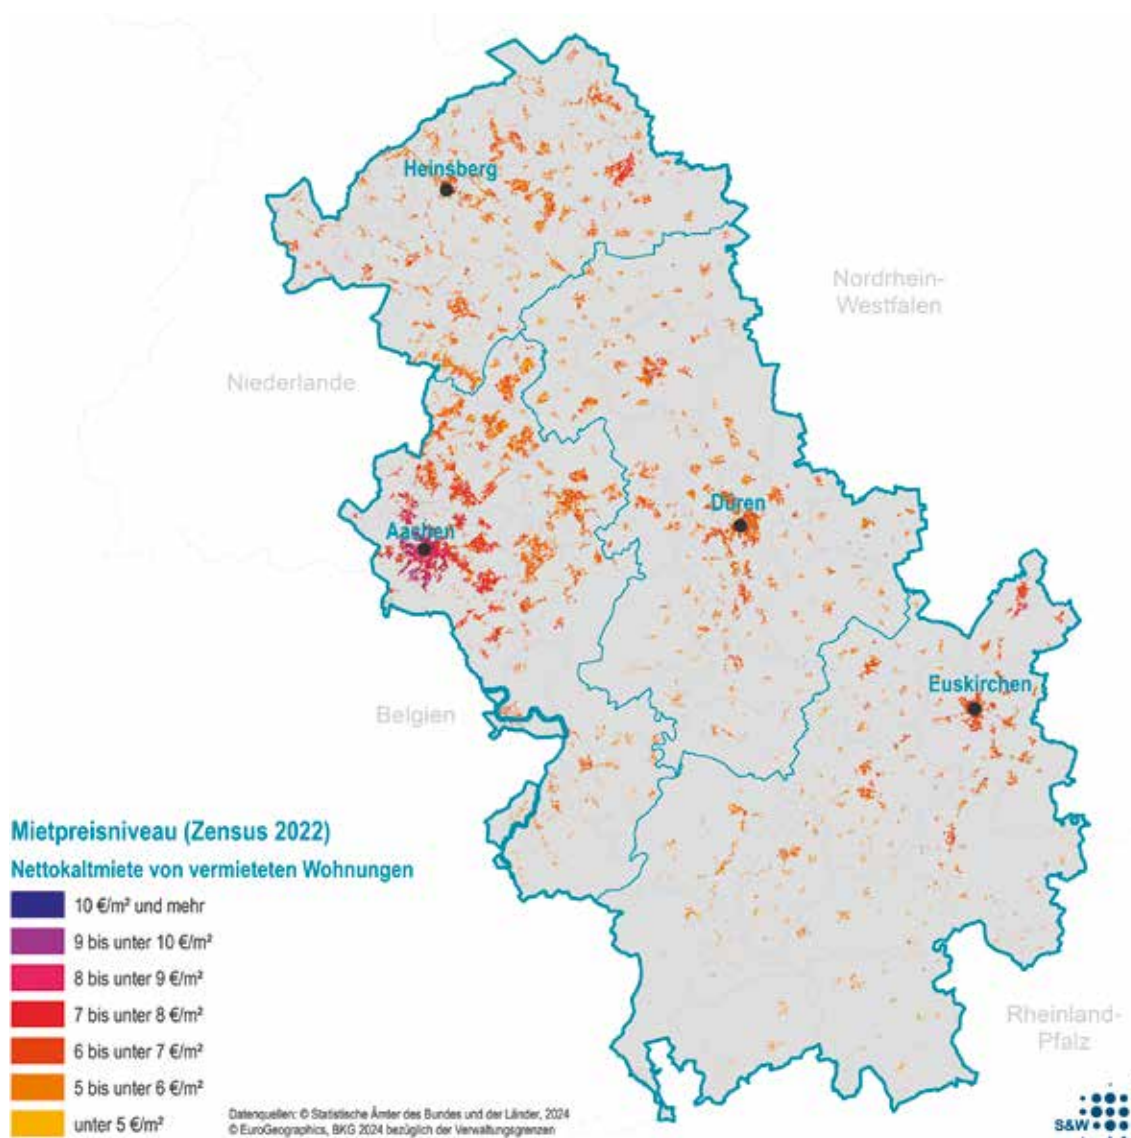 Heinsberg
Nordrhein-
Westfalen
Niederlande
Düren
Aachen
Euskirchen
Belgien
Mietpreisniveau (Zensus 2022)
Nettokaltmiete von vermieteten Wohnungen
10 €/m² und mehr
9 bis unter 10 €/m²
8 bis unter 9 €/m²
7 bis unter 8 €/m²
6 bis unter 7 €/m²
5 bis unter 6 €/m²
unter 5 €/m²
Rheinland-
Pfalz
Datenquellen: © Statistische Ämter des Bundes und der Länder, 2024
© EuroGeographics, BKG 2024 bezüglich der Verwaltungsgrenzen
S&W